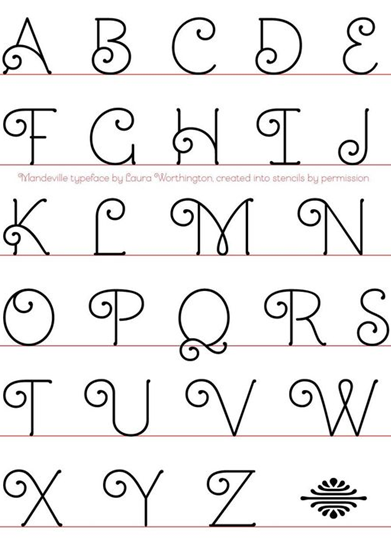 A B C D E
F G H I J
Mandeville typeface by Laura Worthington, created into stencils by permission
K L M N
O P Q R S
T U V W
X Y Z